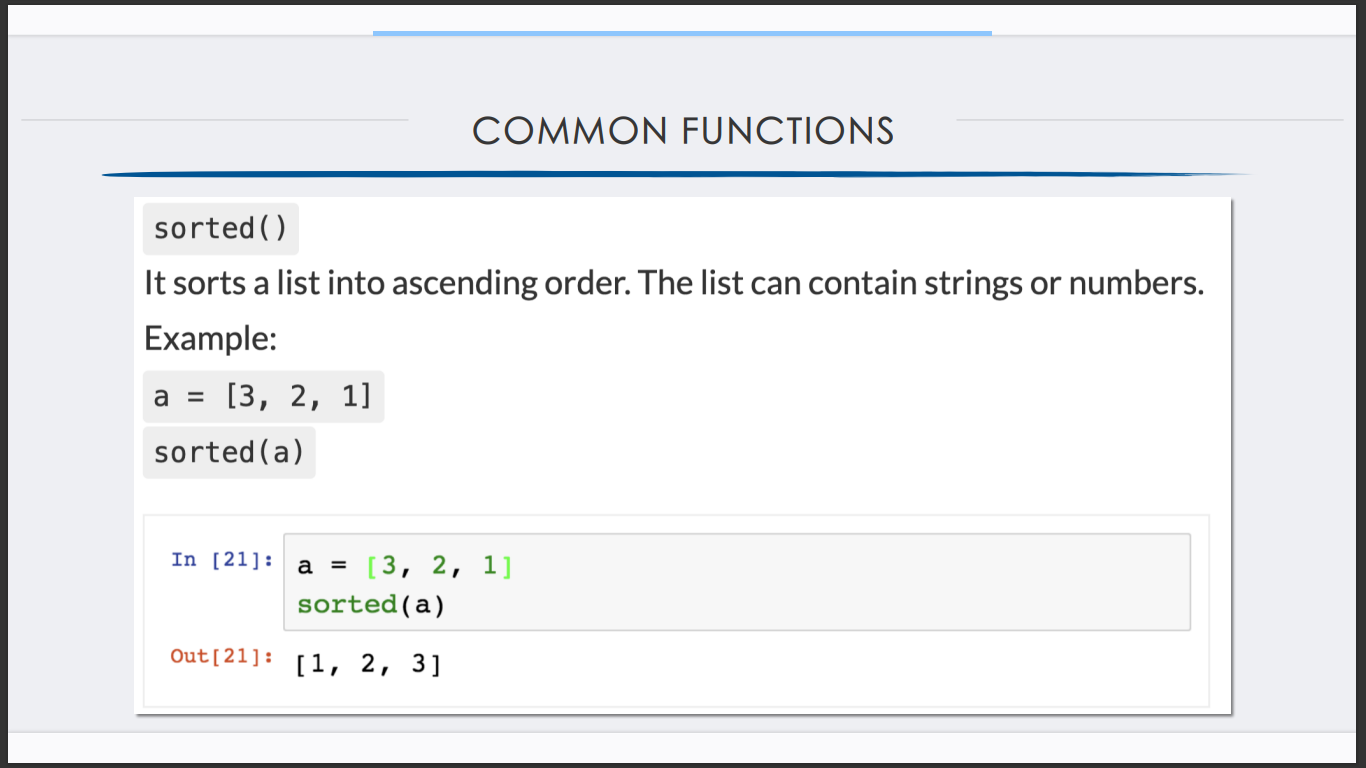 COMMON FUNCTIONS
sorted()
It sorts a list into ascending order. The list can contain strings or numbers.
Example:
a = [3, 2, 1]
sorted(a)
In [21]: a = [3, 2, 1]
sorted(a)
Out[21]: [1, 2, 3]